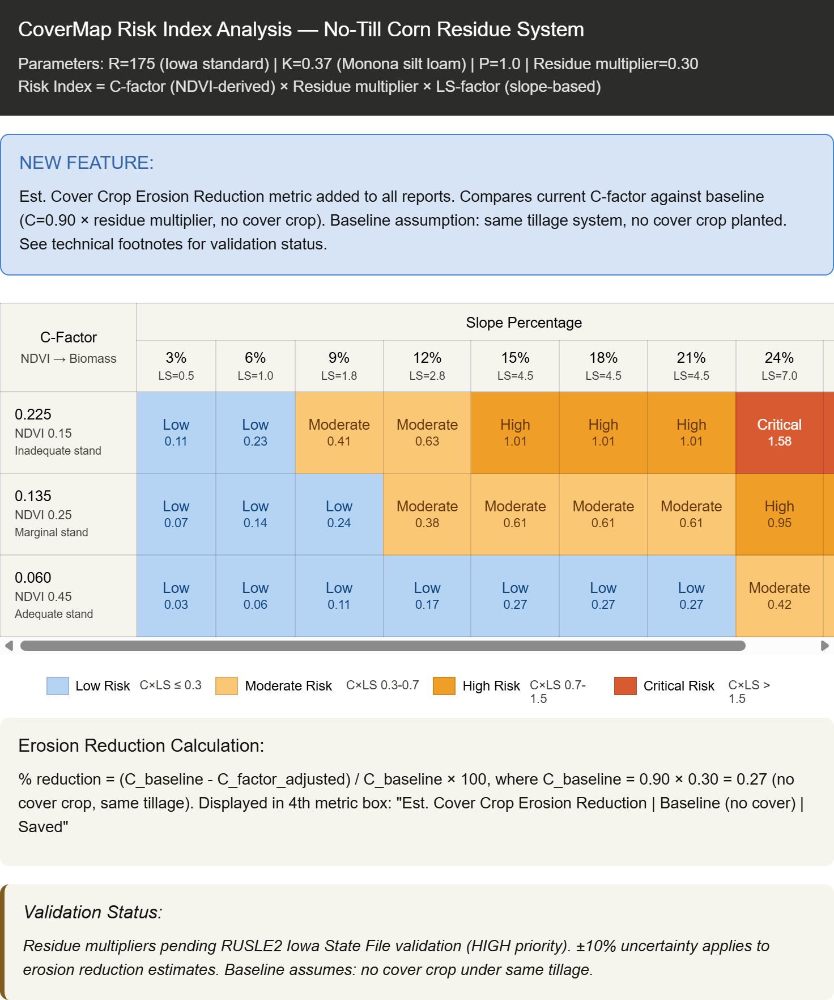 CoverMap Risk Index Analysis — No-Till Corn Residue System
Parameters: R=175 (Iowa standard) | K=0.37 (Monona silt loam) | P=1.0 | Residue multiplier=0.30
Risk Index = C-factor (NDVI-derived) × Residue multiplier × LS-factor (slope-based)
NEW FEATURE:
Est. Cover Crop Erosion Reduction metric added to all reports. Compares current C-factor against baseline
(C=0.90 × residue multiplier, no cover crop). Baseline assumption: same tillage system, no cover crop planted.
See technical footnotes for validation status.
C-Factor
NDVI → Biomass
Slope Percentage
3% 6% 9% 12% 15% 18% 21% 24%
LS=0.5 LS=1.0 LS=1.8 LS=2.8 LS=4.5 LS=4.5 LS=4.5 LS=7.0
0.225
NDVI 0.15
Inadequate stand
Low Low Moderate Moderate High High High Critical
0.11 0.23 0.41 0.63 1.01 1.01 1.01 1.58
0.135
NDVI 0.25
Marginal stand
Low Low Low Moderate Moderate Moderate Moderate High
0.07 0.14 0.24 0.38 0.61 0.61 0.61 0.95
0.060
NDVI 0.45
Adequate stand
Low Low Low Low Low Low Low Moderate
0.03 0.06 0.11 0.17 0.27 0.27 0.27 0.42
Low Risk C×LS ≤ 0.3
Moderate Risk C×LS 0.3-0.7
High Risk C×LS 0.7-
1.5
Critical Risk C×LS >
1.5
Erosion Reduction Calculation:
% reduction = (C_baseline - C_factor_adjusted) / C_baseline × 100, where C_baseline = 0.90 × 0.30 = 0.27 (no
cover crop, same tillage). Displayed in 4th metric box: "Est. Cover Crop Erosion Reduction | Baseline (no cover) |
Saved"
Validation Status:
Residue multipliers pending RUSLE2 Iowa State File validation (HIGH priority). ±10% uncertainty applies to
erosion reduction estimates. Baseline assumes: no cover crop under same tillage.